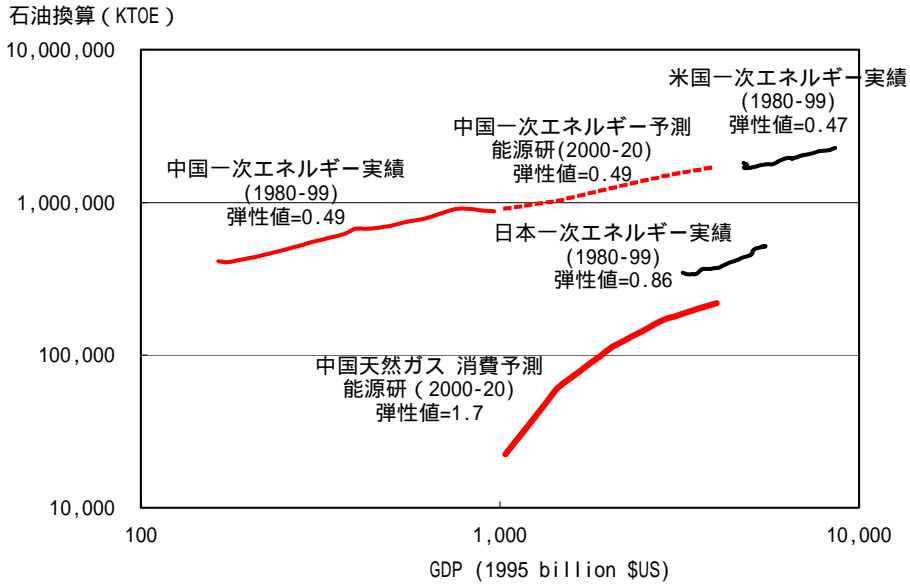 石油換算(KTOE)
10,000,000
1,000,000
100,000
10,000
米国一次エネルギー実績
(1980-99)
弾性値=0.47
中国一次エネルギー予測
能源研(2000-20)
弾性値=0.49
中国一次エネルギー実績
(1980-99)
弾性値=0.49
日本一次エネルギー実績
(1980-99)
弾性値=0.86
中国天然ガス 消費予測
能源研(2000-20)
弾性値=1.7
100
1,000
10,000
GDP (1995 billion $US)